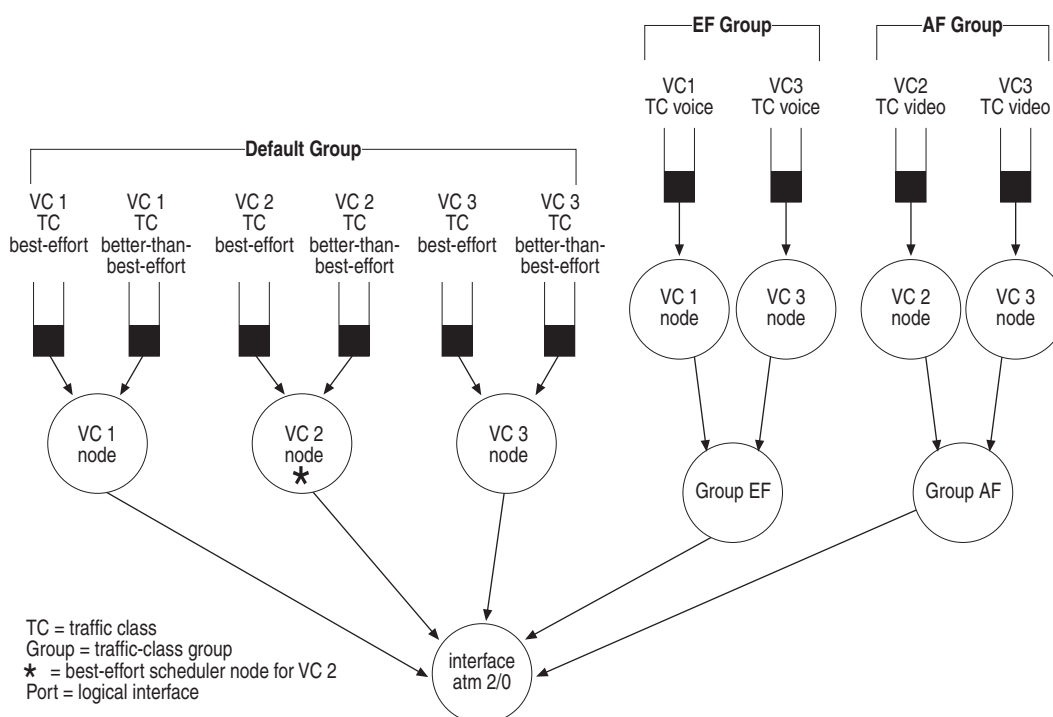 EF Group
AF Group
VC1
TC voice
VC3
TC voice
VC2
TC video
VC3
TC video
Default Group
VC 1
TC
best-effort
VC 1
TC
better-than-
best-effort
VC 2
TC
best-effort
VC 2
TC
better-than-
best-effort
VC 3
TC
best-effort
VC 3
TC
better-than-
best-effort
VC 1
node
VC 3
node
VC 2
node
VC 3
node
VC 1
node
VC 2
node
*
VC 3
node
Group EF
Group AF
interface
atm 2/0
TC = traffic class
Group = traffic-class group
* = best-effort scheduler node for VC 2
Port = logical interface